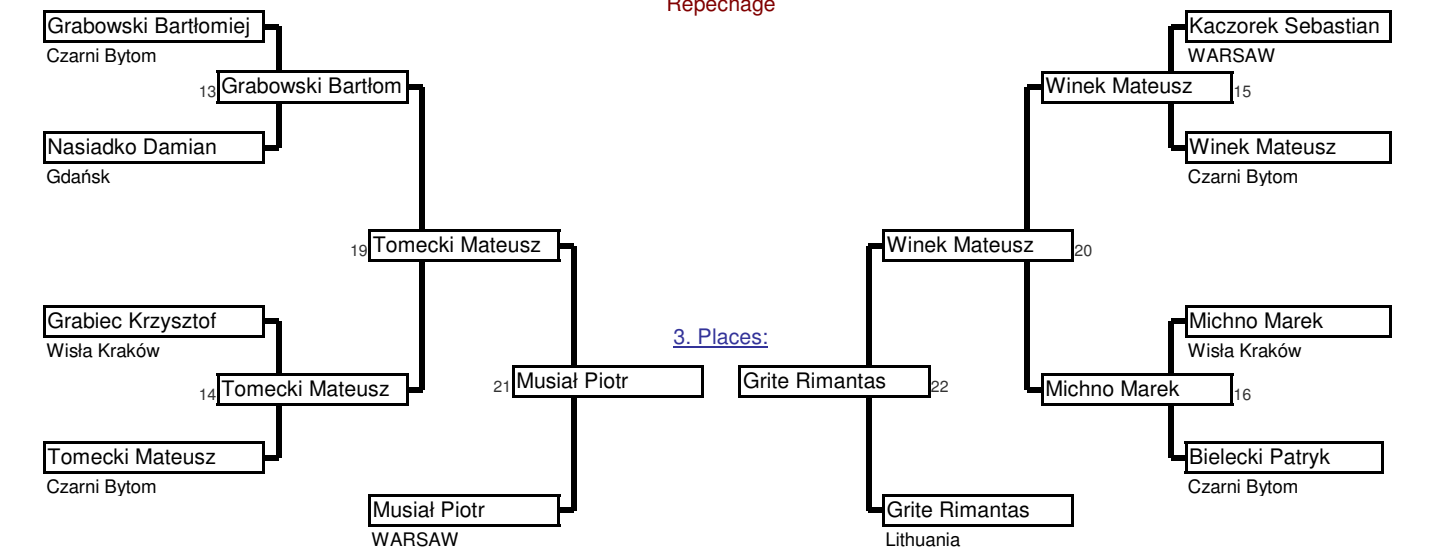 Repechage
Grabowski Bartłomiej
Czarni Bytom
13 Grabowski Bartłom
Nasiadko Damian
Gdańsk
19 Tomecki Mateusz
Grabiec Krzysztof
Wisła Kraków
14 Tomecki Mateusz
Tomecki Mateusz
Czarni Bytom
21 Musiał Piotr
Musiał Piotr
WARSAW
3. Places:
Kaczorek Sebastian
WARSAW
Winek Mateusz 15
Winek Mateusz
Czarni Bytom
Winek Mateusz 20
Michno Marek
Wisła Kraków
Michno Marek 16
Bielecki Patryk
Czarni Bytom
Grite Rimantas 22
Grite Rimantas
Lithuania